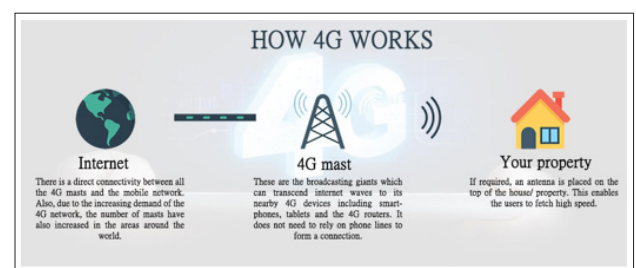 HOW 4G WORKS
4G
Internet
There is a direct connectivity between all
the 4G masts and the mobile network.
Also, due to the increasing demand of the
4G network, the number of masts have
also increased in the areas around the
world.
4G mast
These are the broadcasting giants which
can transcend internet waves to its
nearby 4G devices including smart-
phones, tablets and the 4G routers. It
does not need to rely on phone lines to
form a connection.
Your property
If required, an antenna is placed on the
top of the house/ property. This enables
the users to fetch high speed.